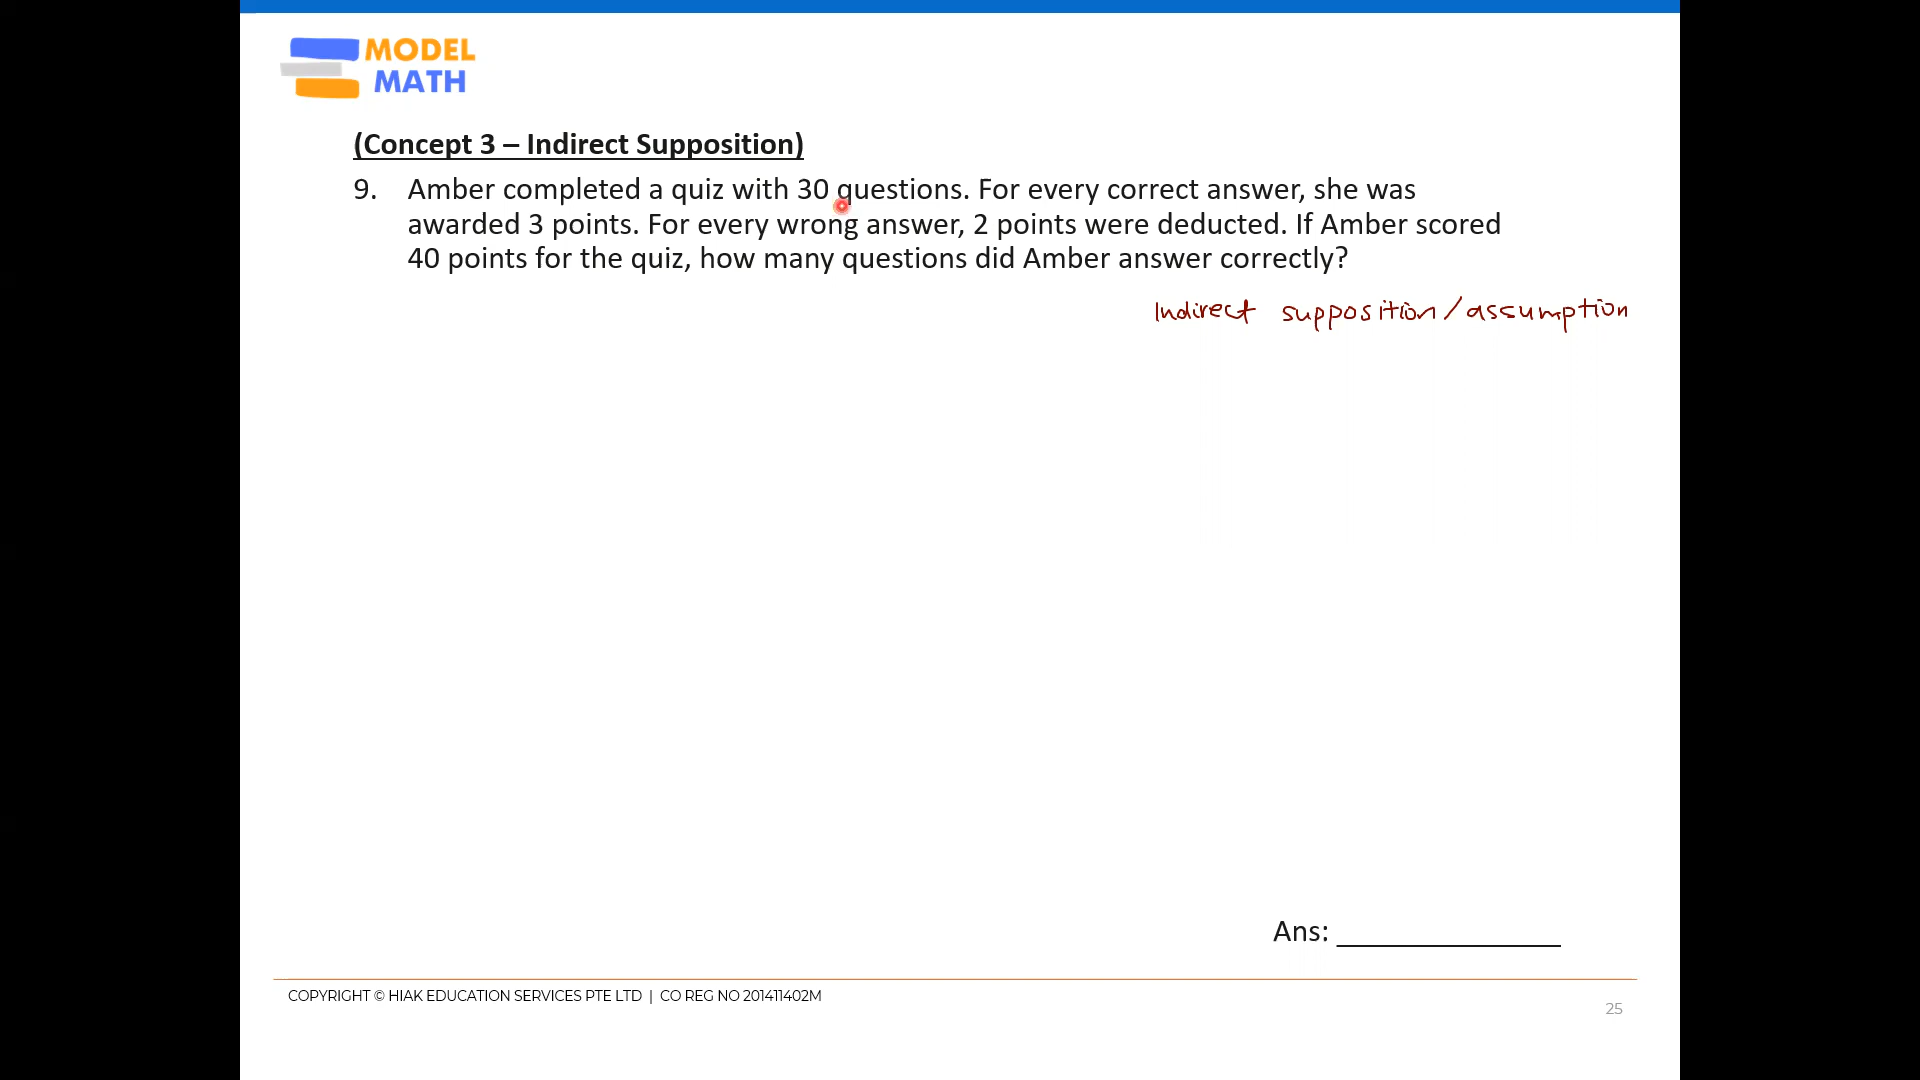 MODEL
MATH
(Concept 3 – Indirect Supposition)
9. Amber completed a quiz with 30 questions. For every correct answer, she was
awarded 3 points. For every wrong answer, 2 points were deducted. If Amber scored
40 points for the quiz, how many questions did Amber answer correctly?
Indirect supposition/assumption
Ans: ______________
COPYRIGHT © HIAK EDUCATION SERVICES PTE LTD | CO REG NO 201411402M
25